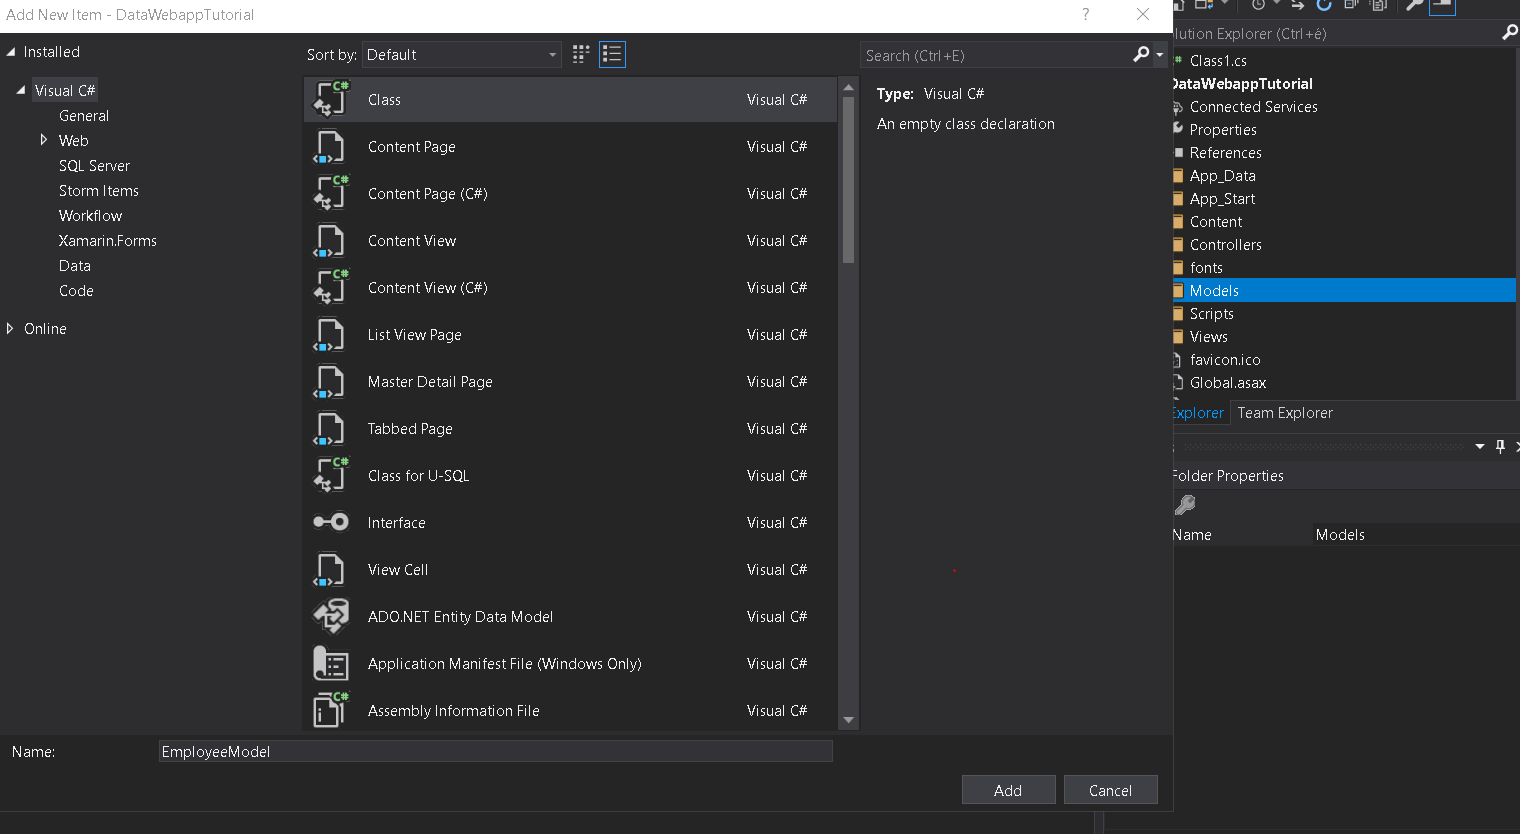 Add New Item - DataWebappTutorial
?
Installed
Visual C#
General
Web
SQL Server
Storm Items
Workflow
Xamarin.Forms
Data
Code
Online
Sort by: Default
Class Visual C#
Content Page Visual C#
Content Page (C#) Visual C#
Content View Visual C#
Content View (C#) Visual C#
List View Page Visual C#
Master Detail Page Visual C#
Tabbed Page Visual C#
Class for U-SQL Visual C#
Interface Visual C#
View Cell Visual C#
ADO.NET Entity Data Model Visual C#
Application Manifest File (Windows Only) Visual C#
Assembly Information File Visual C#
Search (Ctrl+E)
Type: Visual C#
An empty class declaration
Name: EmployeeModel
Add Cancel
lution Explorer (Ctrl+é)
Class1.cs
DataWebappTutorial
Connected Services
Properties
References
App_Data
App_Start
Content
Controllers
fonts
Models
Scripts
Views
favicon.ico
Global.asax
Explorer Team Explorer
Folder Properties
Name Models